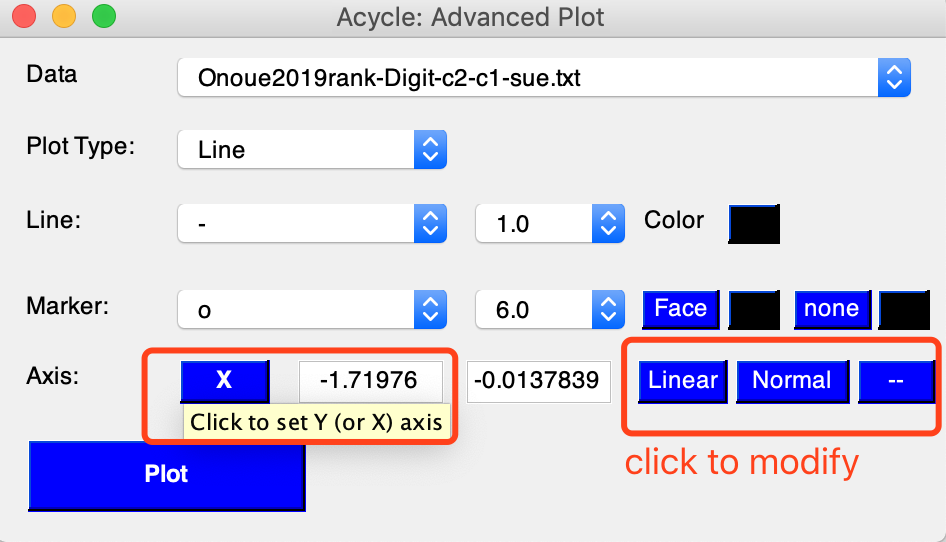 Acycle: Advanced Plot
Data Onoue2019rank-Digit-c2-c1-sue.txt
Plot Type: Line
Line: - 1.0 Color
Marker: o 6.0 Face none
Axis: X -1.71976 -0.0137839 Linear Normal --
Click to set Y (or X) axis
click to modify
Plot